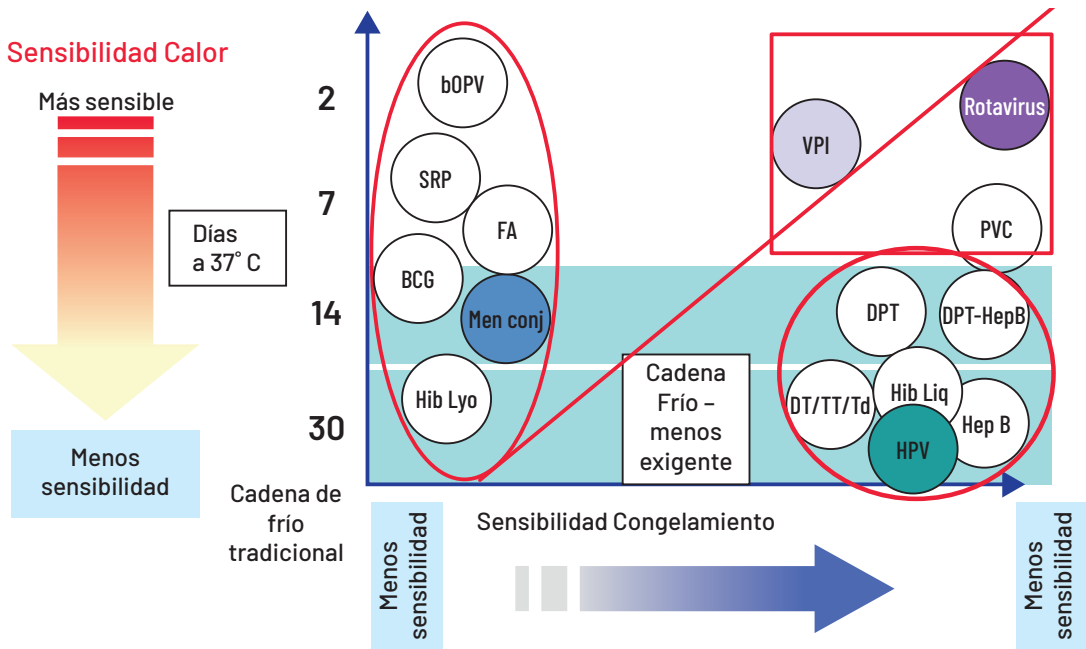 Sensibilidad Calor
Más sensible
Días
a 37° C
Menos
sensibilidad
2
7
14
30
Cadena de
frío
tradicional
bOPV
SRP
FA
BCG
Men conj
Hib Lyo
VPI
Rotavirus
PVC
DPT
DPT-HepB
DT/TT/Td
Hib Liq
Hep B
HPV
Cadena
Frío –
menos
exigente
Menos
sensibilidad
Sensibilidad Congelamiento
Menos
sensibilidad